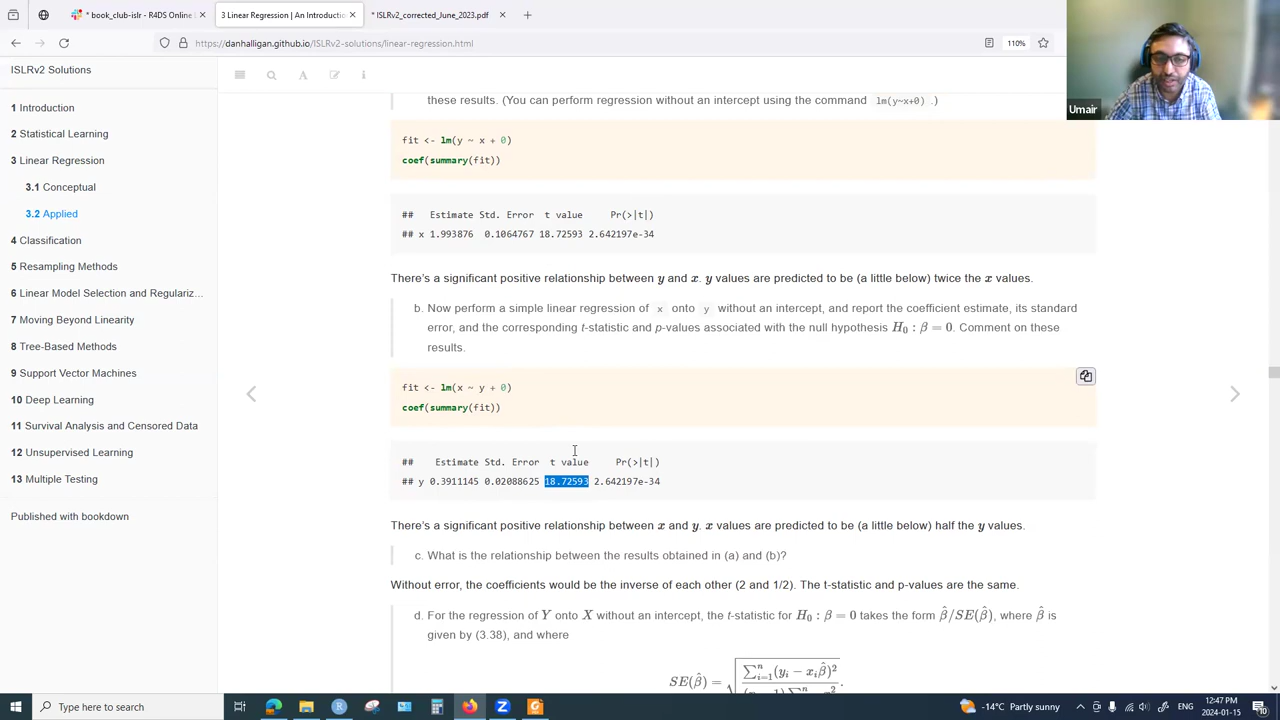 * book_club-islr - R4DS Online
3 Linear Regression | An Introduction
* ISLRv2_corrected_June_2023.pdf
https://danhalligan.github.io/ISLRv2-solutions/linear-regression.html
110%
ISLRv2 Solutions
1 Introduction
2 Statistical Learning
3 Linear Regression
3.1 Conceptual
3.2 Applied
4 Classification
5 Resampling Methods
6 Linear Model Selection and Regulariz...
7 Moving Beyond Linearity
8 Tree-Based Methods
9 Support Vector Machines
10 Deep Learning
11 Survival Analysis and Censored Data
12 Unsupervised Learning
13 Multiple Testing
Published with bookdown
these results. (You can perform regression without an intercept using the command lm(y~x+0) .)
fit <- lm(y ~ x + 0)
coef(summary(fit))
## Estimate Std. Error t value Pr(>|t|)
## x 1.993876 0.1064767 18.72593 2.642197e-34
There's a significant positive relationship between y and x. y values are predicted to be (a little below) twice the x values.
b. Now perform a simple linear regression of x onto y without an intercept, and report the coefficient estimate, its standard
error, and the corresponding t-statistic and p-values associated with the null hypothesis H₀ : β = 0. Comment on these
results.
fit <- lm(x ~ y + 0)
coef(summary(fit))
## Estimate Std. Error t value Pr(>|t|)
## y 0.3911145 0.02088625 18.72593 2.642197e-34
There's a significant positive relationship between x and y. x values are predicted to be (a little below) half the y values.
c. What is the relationship between the results obtained in (a) and (b)?
Without error, the coefficients would be the inverse of each other (2 and 1/2). The t-statistic and p-values are the same.
d. For the regression of Y onto X without an intercept, the t-statistic for H₀ : β = 0 takes the form β̂/SE(β̂), where β̂ is
given by (3.38), and where
SE(β̂) = √(∑ⁿᵢ₌₁(yᵢ − xᵢβ̂)²
Umair
Type here to search
-14°C Partly sunny
12:47 PM
2024-01-15
10